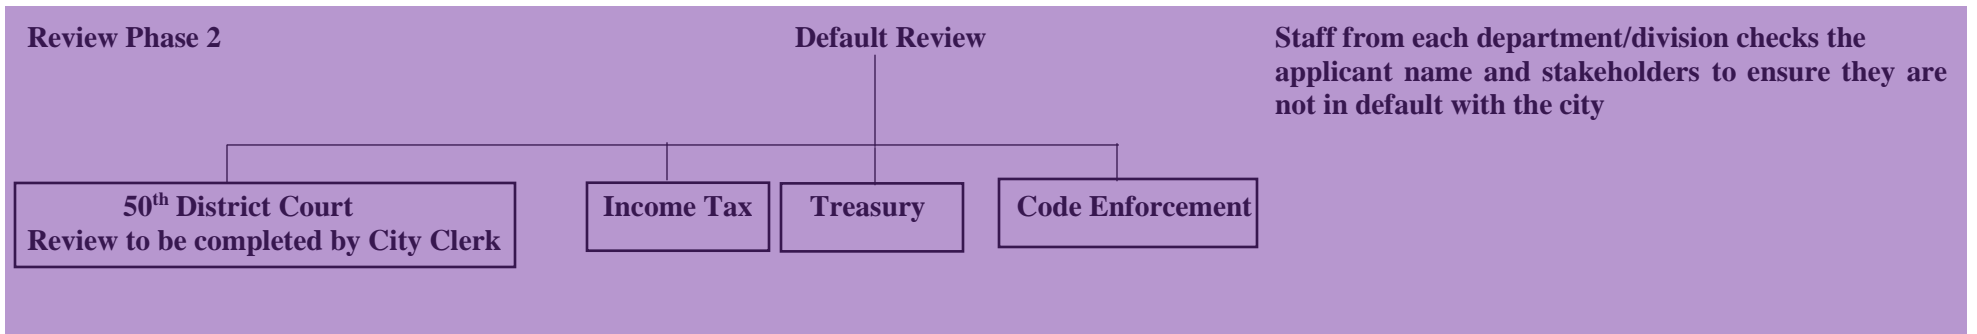 Review Phase 2
Default Review
Staff from each department/division checks the
applicant name and stakeholders to ensure they are
not in default with the city
50th District Court
Review to be completed by City Clerk
Income Tax
Treasury
Code Enforcement